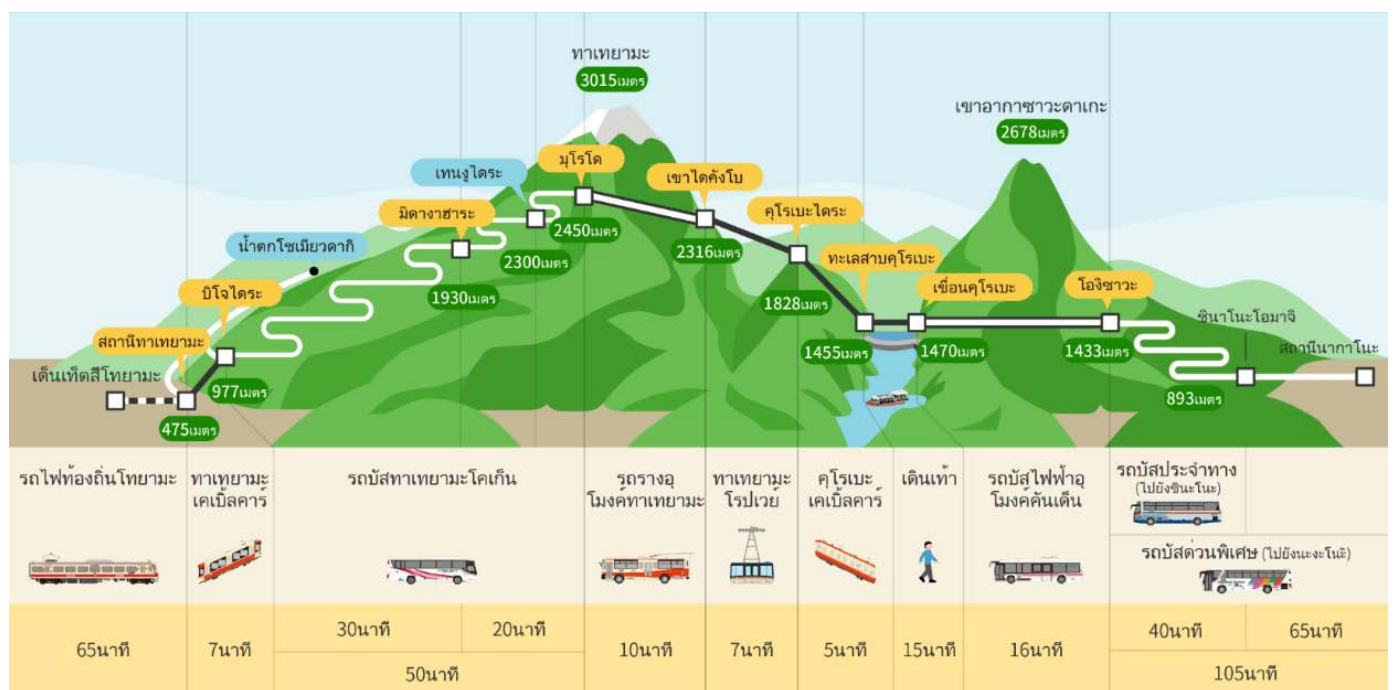 ทาเทยามะ
3015เมตร
เขาอากาซาวะดาเกะ
2678เมตร
เทนงูไดระ
มุโรโด
เขาไดคังโบ
มิดางาฮาระ
2450เมตร
คุโรเบะไดระ
น้ำตกโชเมียวดากิ
2300เมตร
2316เมตร
ทะเลสาบคุโรเบะ
บิโจไดระ
1930เมตร
1828เมตร
เขื่อนคุโรเบะ
โองิซาวะ
ชินาโนะโอมาจิ
สถานีทาเทยามะ
1455เมตร
1470เมตร
1433เมตร
สถานีนากาโนะ
เด็นเท็ตสึโทยามะ
977เมตร
893เมตร
475เมตร
รถไฟท้องถิ่นโทยามะ
ทาเทยามะ
เคเบิ้ลคาร์
รถบัสทาเทยามะโคเก็น
รถรางอุ
โมงค์ทาเทยามะ
ทาเทยามะ
โรปเวย์
คุโรเบะ
เคเบิ้ลคาร์
เดินเท้า
รถบัสไฟฟ้าอุ
โมงค์คันเด็น
รถบัสประจำทาง
(ไปยังชินะโนะ)
รถบัสด่วนพิเศษ (ไปยังนะงะโนะ)
65นาที
7นาที
30นาที
20นาที
50นาที
10นาที
7นาที
5นาที
15นาที
16นาที
40นาที
65นาที
105นาที